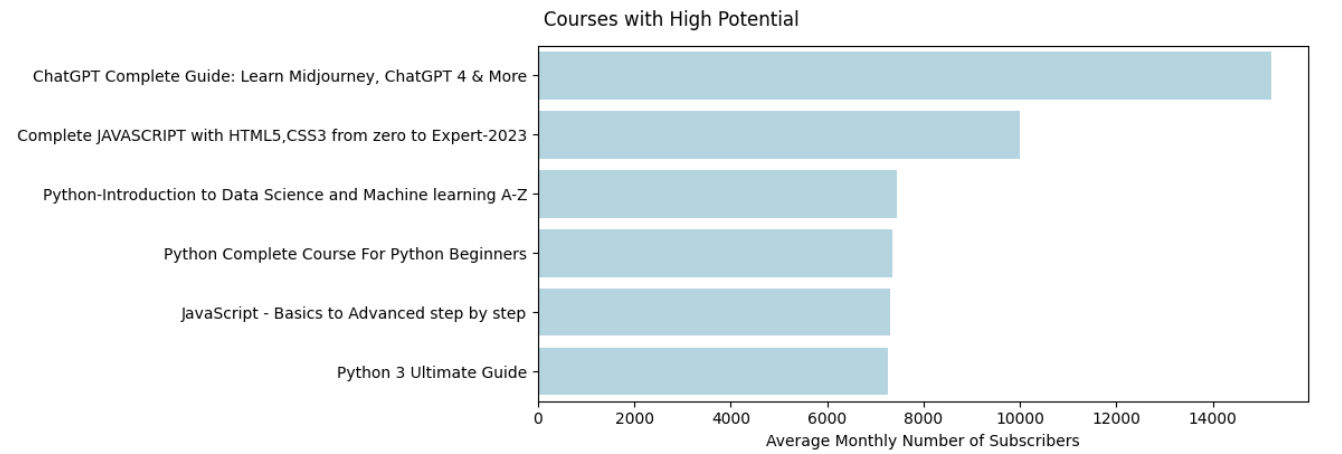 Courses with High Potential
ChatGPT Complete Guide: Learn Midjourney, ChatGPT 4 & More
Complete JAVASCRIPT with HTML5,CSS3 from zero to Expert-2023
Python-Introduction to Data Science and Machine learning A-Z
Python Complete Course For Python Beginners
JavaScript - Basics to Advanced step by step
Python 3 Ultimate Guide
0 2000 4000 6000 8000 10000 12000 14000
Average Monthly Number of Subscribers